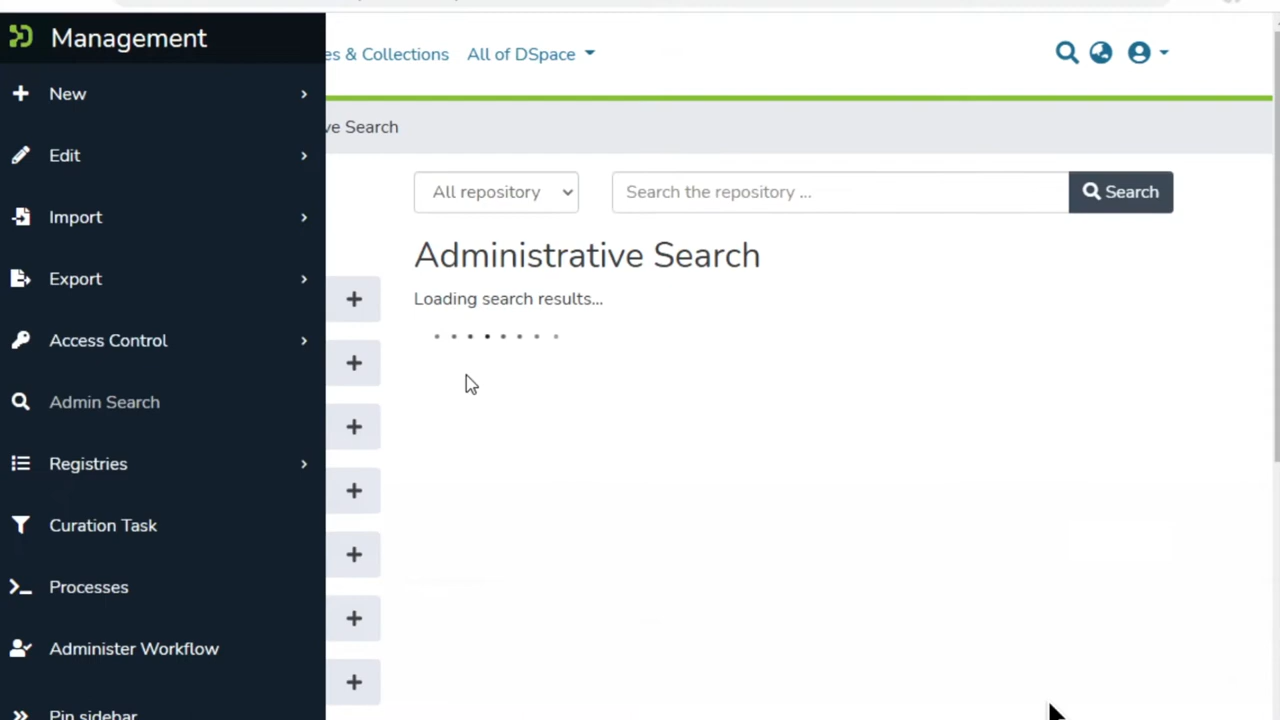 Management
New
Edit
Import
Export
Access Control
Admin Search
Registries
Curation Task
Processes
Administer Workflow
Pin sidebar
es & Collections
All of DSpace
ve Search
All repository
Search the repository ...
Search
Administrative Search
Loading search results...